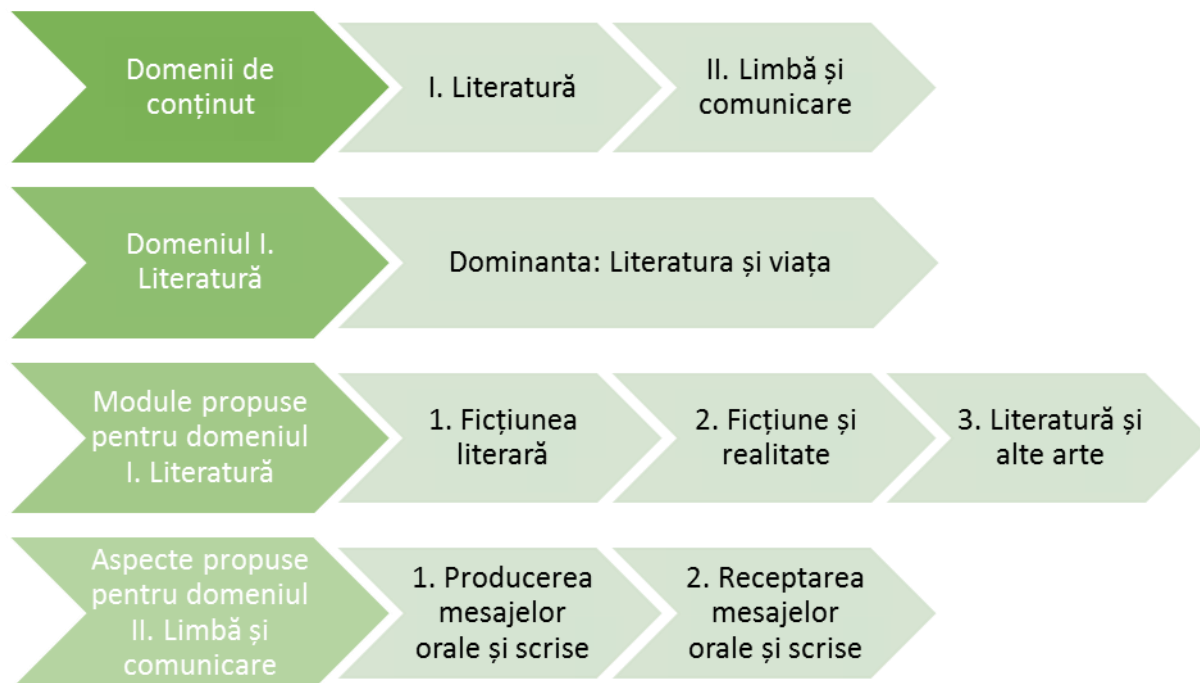 Domenii de
conținut
I. Literatură
II. Limbă și
comunicare
Domeniul I.
Literatură
Dominanta: Literatura și viața
Module propuse
pentru domeniul
I. Literatură
1. Ficțiunea
literară
2. Ficțiune și
realitate
3. Literatură și
alte arte
Aspecte propuse
pentru domeniul
II. Limbă și
comunicare
1. Producerea
mesajelor
orale și scrise
2. Receptarea
mesajelor
orale și scrise